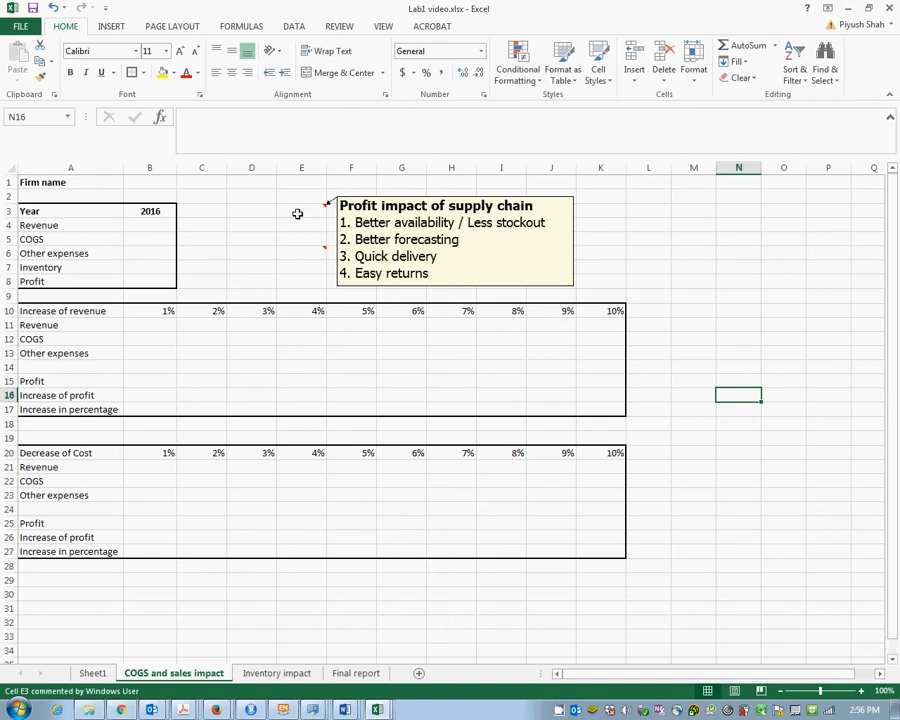 Lab1 video.xlsx - Excel
FILE HOME INSERT PAGE LAYOUT FORMULAS DATA REVIEW VIEW ACROBAT Piyush Shah
Paste Calibri 11 Wrap Text General Conditional Formatting Format as Table Cell Styles Insert Delete Format AutoSum Sort & Filter Find & Select
B I U Merge & Center $ % , Fill
Clear
Clipboard Font Alignment Number Styles Cells Editing
N16 fx
A B C D E F G H I J K L M N O P Q
1 Firm name
2
3 Year 2016 Profit impact of supply chain
4 Revenue 1. Better availability / Less stockout
5 COGS 2. Better forecasting
6 Other expenses 3. Quick delivery
7 Inventory 4. Easy returns
8 Profit
9
10 Increase of revenue 1% 2% 3% 4% 5% 6% 7% 8% 9% 10%
11 Revenue
12 COGS
13 Other expenses
14
15 Profit
16 Increase of profit
17 Increase in percentage
18
19
20 Decrease of Cost 1% 2% 3% 4% 5% 6% 7% 8% 9% 10%
21 Revenue
22 COGS
23 Other expenses
24
25 Profit
26 Increase of profit
27 Increase in percentage
28
29
30
31
32
33
34
Sheet1 COGS and sales impact Inventory impact Final report
Cell E3 commented by Windows User 100%
2:56 PM